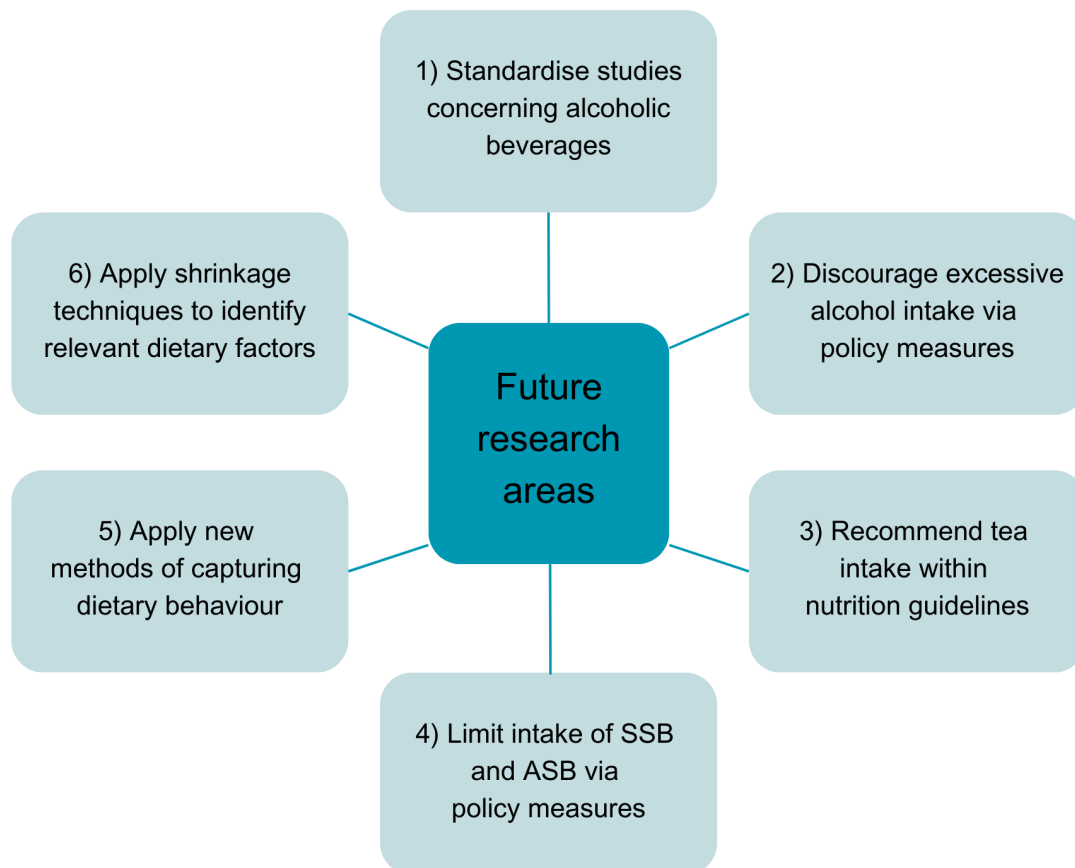 1) Standardise studies
concerning alcoholic
beverages
2) Discourage excessive
alcohol intake via
policy measures
3) Recommend tea
intake within
nutrition guidelines
4) Limit intake of SSB
and ASB via
policy measures
5) Apply new
methods of capturing
dietary behaviour
6) Apply shrinkage
techniques to identify
relevant dietary factors
Future
research
areas